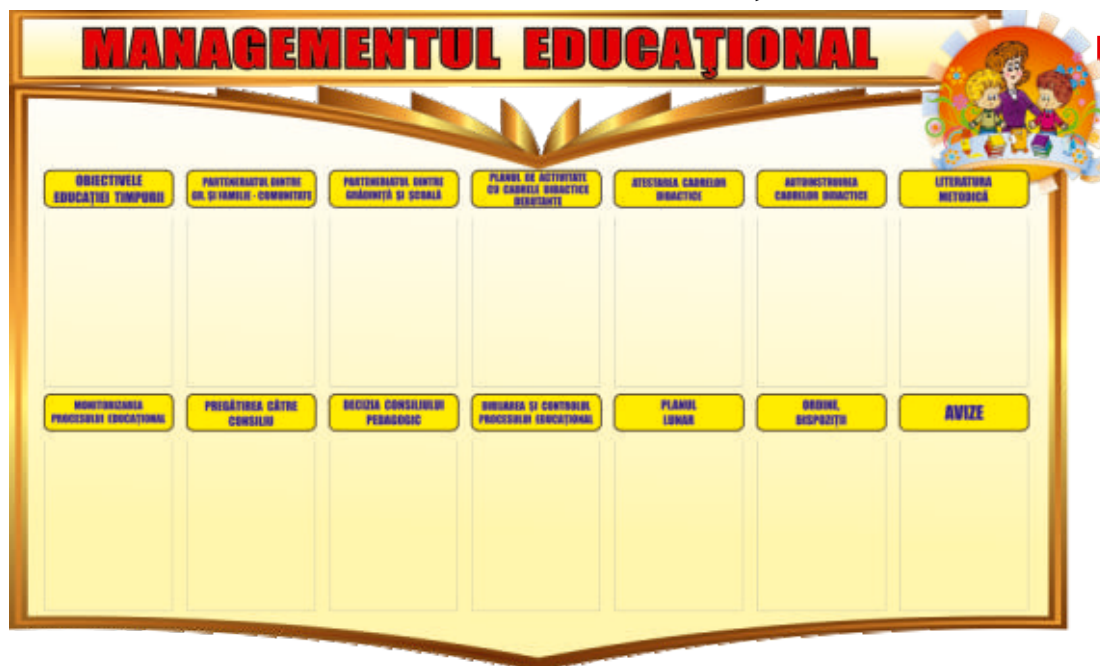 MANAGEMENTUL EDUCAŢIONAL
OBIECTIVELE
EDUCAŢIEI TIMPURII
PARTENERIATUL DINTRE
GR. ŞI FAMILIE - COMUNITATE
PARTENERIATUL DINTRE
GRĂDINIŢĂ ŞI ŞCOALĂ
PLANUL DE ACTIVITATE
CU CADRELE DIDACTICE
DEBUTANTE
ATESTAREA CADRELOR
DIDACTICE
AUTOINSTRUIREA
CADRELOR DIDACTICE
LITERATURA
METODICĂ
MONITORIZAREA
PROCESULUI EDUCAŢIONAL
PREGĂTIREA CĂTRE
CONSILIU
DECIZIA CONSILIULUI
PEDAGOGIC
ŞI CONTROLUL
PROCESULUI EDUCAŢIONAL
PLANUL
LUNAR
ORDINE,
DISPOZIŢII
AVIZE